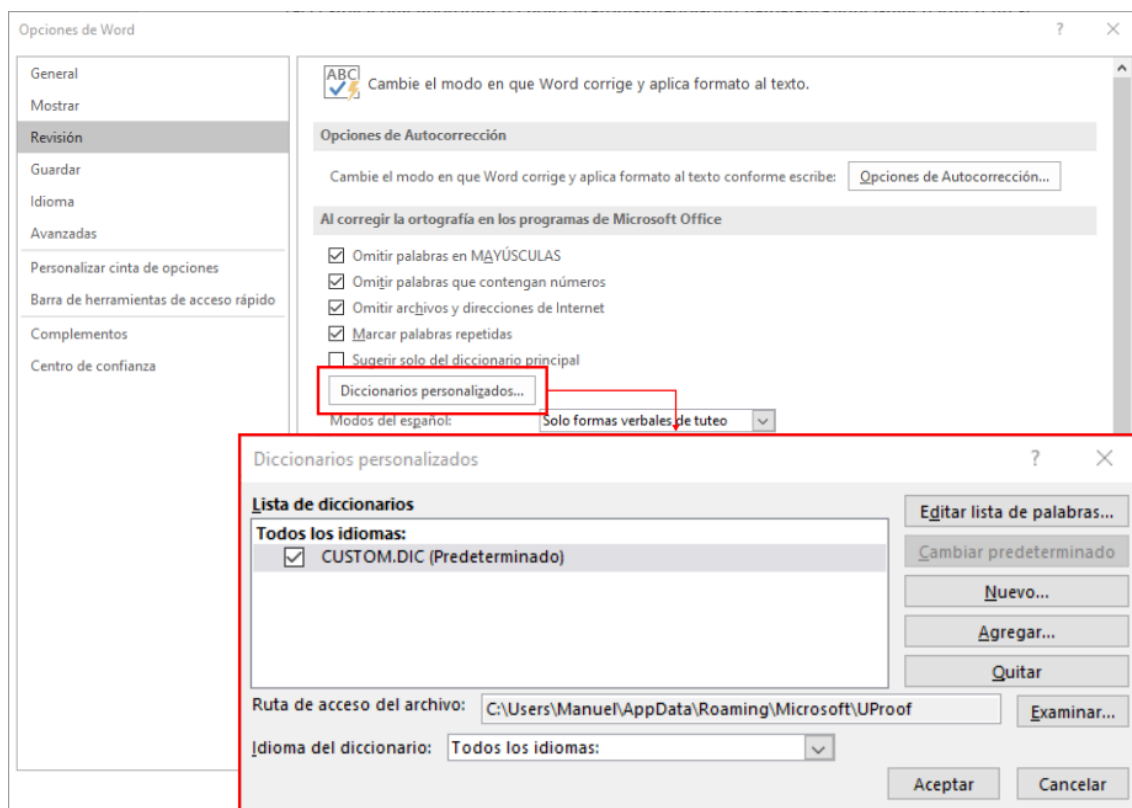 Opciones de Word
General
Mostrar
Revisión
Guardar
Idioma
Avanzadas
Personalizar cinta de opciones
Barra de herramientas de acceso rápido
Complementos
Centro de confianza
ABC
Cambie el modo en que Word corrige y aplica formato al texto.
Opciones de Autocorrección
Cambie el modo en que Word corrige y aplica formato al texto conforme escribe:
Opciones de Autocorrección...
Al corregir la ortografía en los programas de Microsoft Office
Omitir palabras en MAYÚSCULAS
Omitir palabras que contengan números
Omitir archivos y direcciones de Internet
Marcar palabras repetidas
Sugerir solo del diccionario principal
Diccionarios personalizados...
Modos del español: Solo formas verbales de tuteo
Diccionarios personalizados
Lista de diccionarios
Todos los idiomas:
CUSTOM.DIC (Predeterminado)
Editar lista de palabras...
Cambiar predeterminado
Nuevo...
Agregar...
Quitar
Ruta de acceso del archivo: C:\Users\Manuel\AppData\Roaming\Microsoft\UProof
Examinar...
Idioma del diccionario: Todos los idiomas:
Aceptar
Cancelar